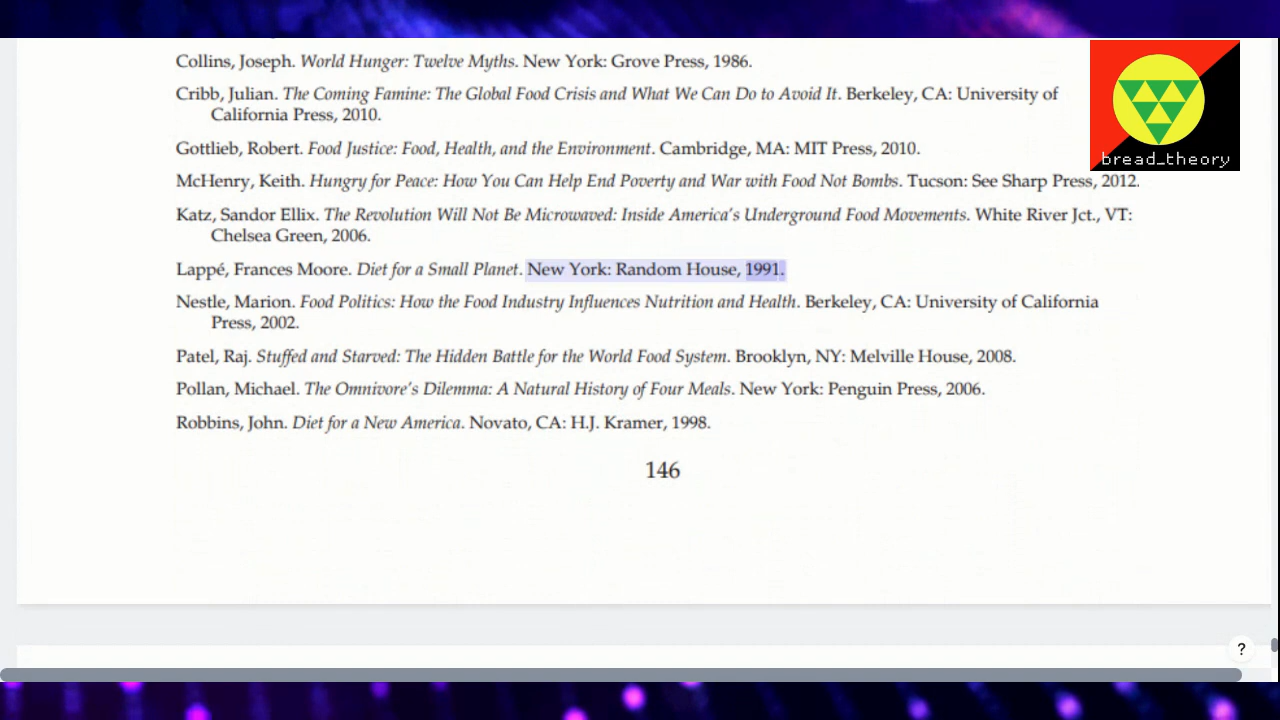 Collins, Joseph. World Hunger: Twelve Myths. New York: Grove Press, 1986.
Cribb, Julian. The Coming Famine: The Global Food Crisis and What We Can Do to Avoid It. Berkeley, CA: University of
California Press, 2010.
Gottlieb, Robert. Food Justice: Food, Health, and the Environment. Cambridge, MA: MIT Press, 2010.
bread_theory
McHenry, Keith. Hungry for Peace: How You Can Help End Poverty and War with Food Not Bombs. Tucson: See Sharp Press, 2012.
Katz, Sandor Ellix. The Revolution Will Not Be Microwaved: Inside America's Underground Food Movements. White River Jct., VT:
Chelsea Green, 2006.
Lappé, Frances Moore. Diet for a Small Planet. New York: Random House, 1991.
Nestle, Marion. Food Politics: How the Food Industry Influences Nutrition and Health. Berkeley, CA: University of California
Press, 2002.
Patel, Raj. Stuffed and Starved: The Hidden Battle for the World Food System. Brooklyn, NY: Melville House, 2008.
Pollan, Michael. The Omnivore's Dilemma: A Natural History of Four Meals. New York: Penguin Press, 2006.
Robbins, John. Diet for a New America. Novato, CA: H.J. Kramer, 1998.
146
?